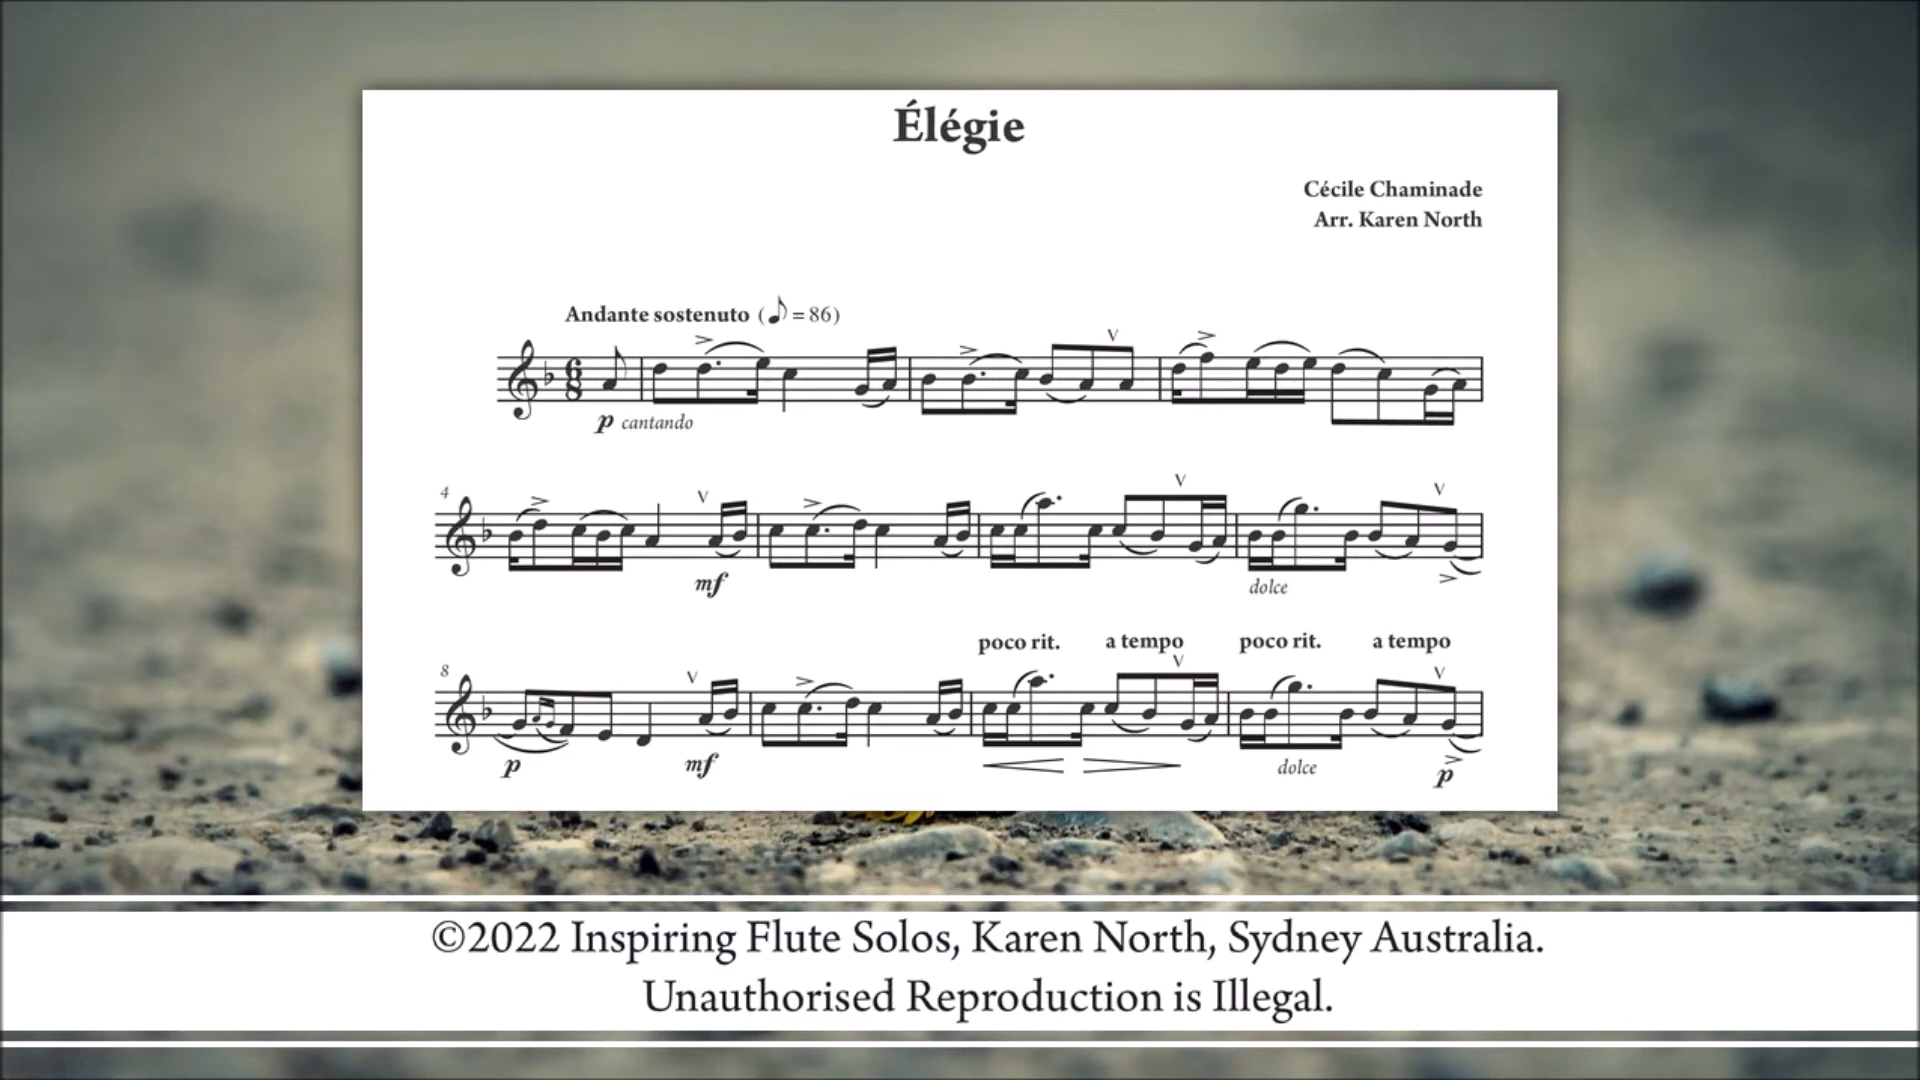 Élégie
Cécile Chaminade
Arr. Karen North
Andante sostenuto (♪ = 86)
p cantando
4
mf
dolce
poco rit. a tempo poco rit. a tempo
8
p mf dolce p
©2022 Inspiring Flute Solos, Karen North, Sydney Australia.
Unauthorised Reproduction is Illegal.